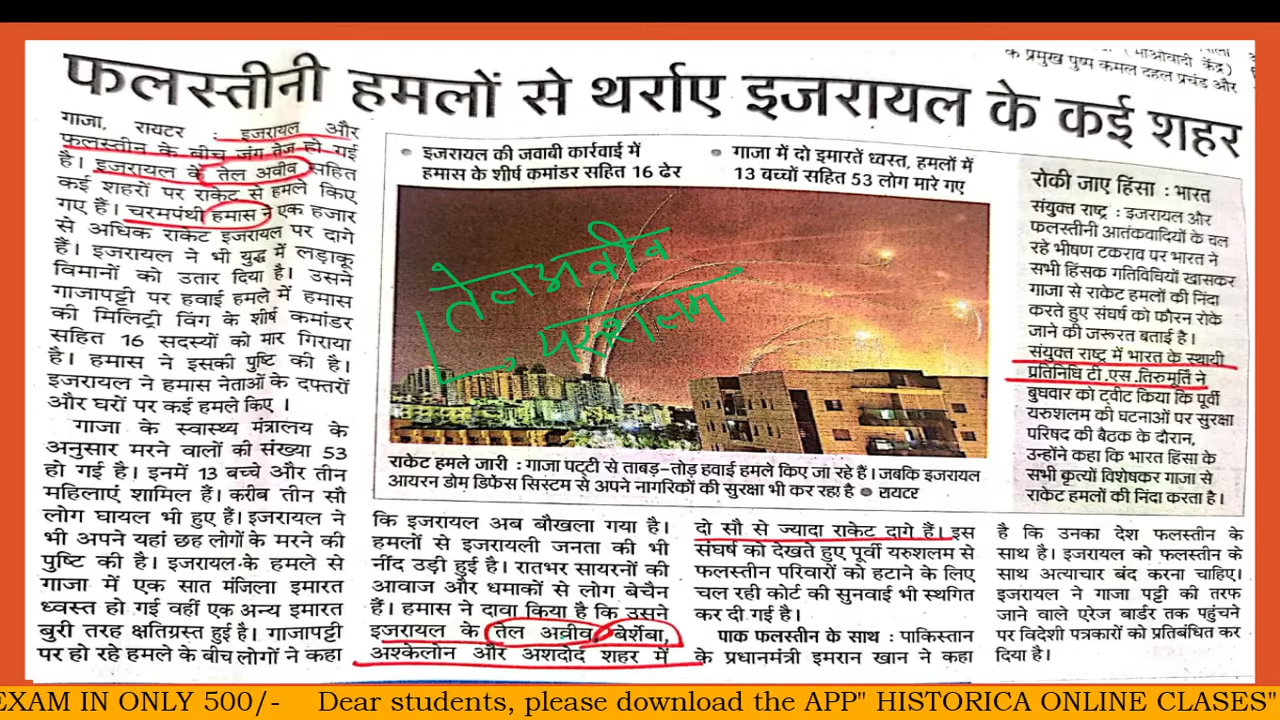 माओवादी केंद्र)
क प्रमुख पुष्प कमल दहल प्रचंड और
फलस्तीनी हमलों से थर्राए इजरायल के कई शहर
गाजा, रायटर : इजरायल और
फलस्तीन के बीच जंग तेज हो गई
है। इजरायल के तेल अवीव सहित
कई शहरों पर राकेट से हमले किए
गए हैं। चरमपंथी हमास ने एक हजार
से अधिक राकेट इजरायल पर दागे
हैं। इजरायल ने भी युद्ध में लड़ाकू
विमानों को उतार दिया है। उसने
गाजापट्टी पर हवाई हमले में हमास
की मिलिट्री विंग के शीर्ष कमांडर
सहित 16 सदस्यों को मार गिराया
है। हमास ने इसकी पुष्टि की है।
इजरायल ने हमास नेताओं के दफ्तरों
और घरों पर कई हमले किए ।
गाजा के स्वास्थ्य मंत्रालय के
अनुसार मरने वालों की संख्या 53
हो गई है। इनमें 13 बच्चे और तीन
महिलाएं शामिल हैं। करीब तीन सौ
लोग घायल भी हुए हैं। इजरायल ने
भी अपने यहां छह लोगों के मरने की
पुष्टि की है। इजरायल के हमले से
गाजा में एक सात मंजिला इमारत
ध्वस्त हो गई वहीं एक अन्य इमारत
बुरी तरह क्षतिग्रस्त हुई है। गाजापट्टी
पर हो रहे हमले के बीच लोगों ने कहा
• इजरायल की जवाबी कार्रवाई में
हमास के शीर्ष कमांडर सहित 16 ढेर
• गाजा में दो इमारतें ध्वस्त, हमलों में
13 बच्चों सहित 53 लोग मारे गए
तेलअवीव
यरुशलम
राकेट हमले जारी : गाजा पट्टी से ताबड़-तोड़ हवाई हमले किए जा रहे हैं। जबकि इजरायल
आयरन डोम डिफेंस सिस्टम से अपने नागरिकों की सुरक्षा भी कर रहा है ● रायटर
कि इजरायल अब बौखला गया है।
हमलों से इजरायली जनता की भी
नींद उड़ी हुई है। रातभर सायरनों की
आवाज और धमाकों से लोग बेचैन
हैं। हमास ने दावा किया है कि उसने
इजरायल के तेल अवीव, बेर्शेबा,
अश्केलोन और अशदोद शहर में
दो सौ से ज्यादा राकेट दागे हैं। इस
संघर्ष को देखते हुए पूर्वी यरुशलम से
फलस्तीन परिवारों को हटाने के लिए
चल रही कोर्ट की सुनवाई भी स्थगित
कर दी गई है।
पाक फलस्तीन के साथ : पाकिस्तान
के प्रधानमंत्री इमरान खान ने कहा
है कि उनका देश फलस्तीन के
साथ है। इजरायल को फलस्तीन के
साथ अत्याचार बंद करना चाहिए।
इजरायल ने गाजा पट्टी की तरफ
जाने वाले एरेज बार्डर तक पहुंचने
पर विदेशी पत्रकारों को प्रतिबंधित कर
दिया है।
रोकी जाए हिंसा : भारत
संयुक्त राष्ट्र : इजरायल और
फलस्तीनी आतंकवादियों के चल
रहे भीषण टकराव पर भारत ने
सभी हिंसक गतिविधियों खासकर
गाजा से राकेट हमलों की निंदा
करते हुए संघर्ष को फौरन रोके
जाने की जरूरत बताई है।
संयुक्त राष्ट्र में भारत के स्थायी
प्रतिनिधि टी.एस.तिरुमूर्ति ने
बुधवार को ट्वीट किया कि पूर्वी
यरुशलम की घटनाओं पर सुरक्षा
परिषद की बैठक के दौरान,
उन्होंने कहा कि भारत हिंसा के
सभी कृत्यों विशेषकर गाजा से
राकेट हमलों की निंदा करता है।
EXAM IN ONLY 500/- Dear students, please download the APP" HISTORICA ONLINE CLASES"